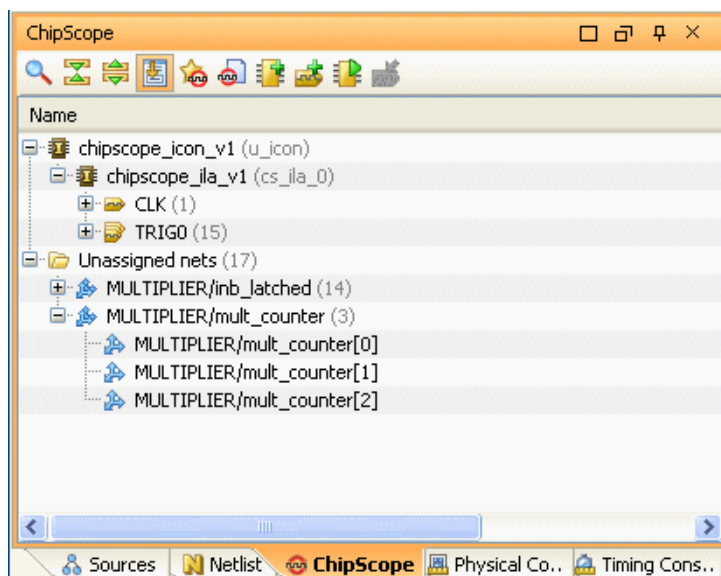 ChipScope
Name
chipscope_icon_v1 (u_icon)
chipscope_ila_v1 (cs_ila_0)
CLK (1)
TRIG0 (15)
Unassigned nets (17)
MULTIPLIER/inb_latched (14)
MULTIPLIER/mult_counter (3)
MULTIPLIER/mult_counter[0]
MULTIPLIER/mult_counter[1]
MULTIPLIER/mult_counter[2]
Sources Netlist ChipScope Physical Co.. Timing Cons..